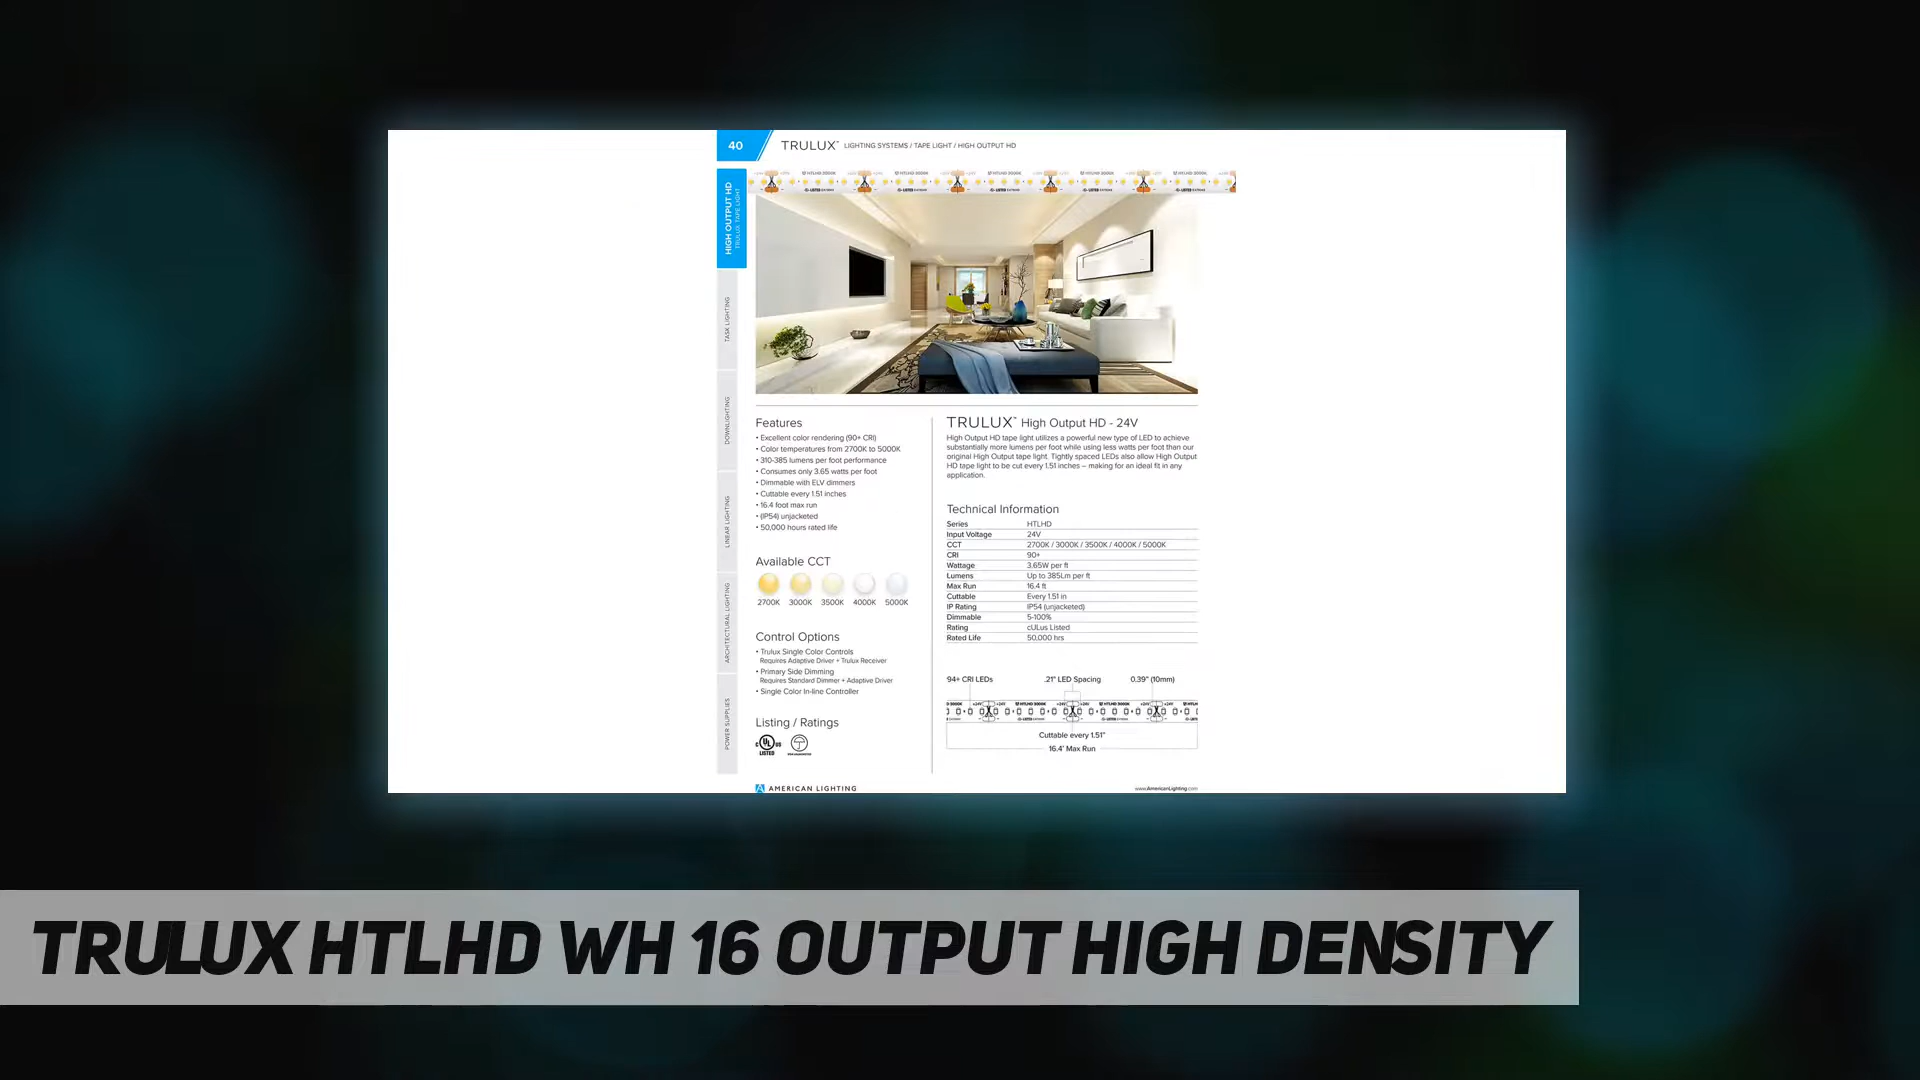 40
TRULUX™ LIGHTING SYSTEMS / TAPE LIGHT / HIGH OUTPUT HD
HIGH OUTPUT HD
TRULUX TAPE LIGHT
TASK LIGHTING
DOWNLIGHTING
LINEAR LIGHTING
ARCHITECTURAL LIGHTING
POWER SUPPLIES
Features
• Excellent color rendering (90+ CRI)
• Color temperatures from 2700K to 5000K
• 310-385 lumens per foot performance
• Consumes only 3.65 watts per foot
• Dimmable with ELV dimmers
• Cuttable every 1.51 inches
• 16.4 foot max run
• (IP54) unjacketed
• 50,000 hours rated life
Available CCT
2700K 3000K 3500K 4000K 5000K
Control Options
• Trulux Single Color Controls
Requires Adaptive Driver + Trulux Receiver
• Primary Side Dimming
Requires Standard Dimmer + Adaptive Driver
• Single Color In-line Controller
Listing / Ratings
c UL us
LISTED
TRULUX™ High Output HD - 24V
High Output HD tape light utilizes a powerful new type of LED to achieve
substantially more lumens per foot while using less watts per foot than our
original High Output tape light. Tightly spaced LEDs also allow High Output
HD tape light to be cut every 1.51 inches – making for an ideal fit in any
application.
Technical Information
Series HTLHD
Input Voltage 24V
CCT 2700K / 3000K / 3500K / 4000K / 5000K
CRI 90+
Wattage 3.65W per ft
Lumens Up to 385Lm per ft
Max Run 16.4 ft
Cuttable Every 1.51 in
IP Rating IP54 (unjacketed)
Dimmable 5-100%
Rating cULus Listed
Rated Life 50,000 hrs
94+ CRI LEDs .21" LED Spacing 0.39" (10mm)
Cuttable every 1.51"
16.4' Max Run
AMERICAN LIGHTING
www.AmericanLighting.com
TRULUX HTLHD WH 16 OUTPUT HIGH DENSITY